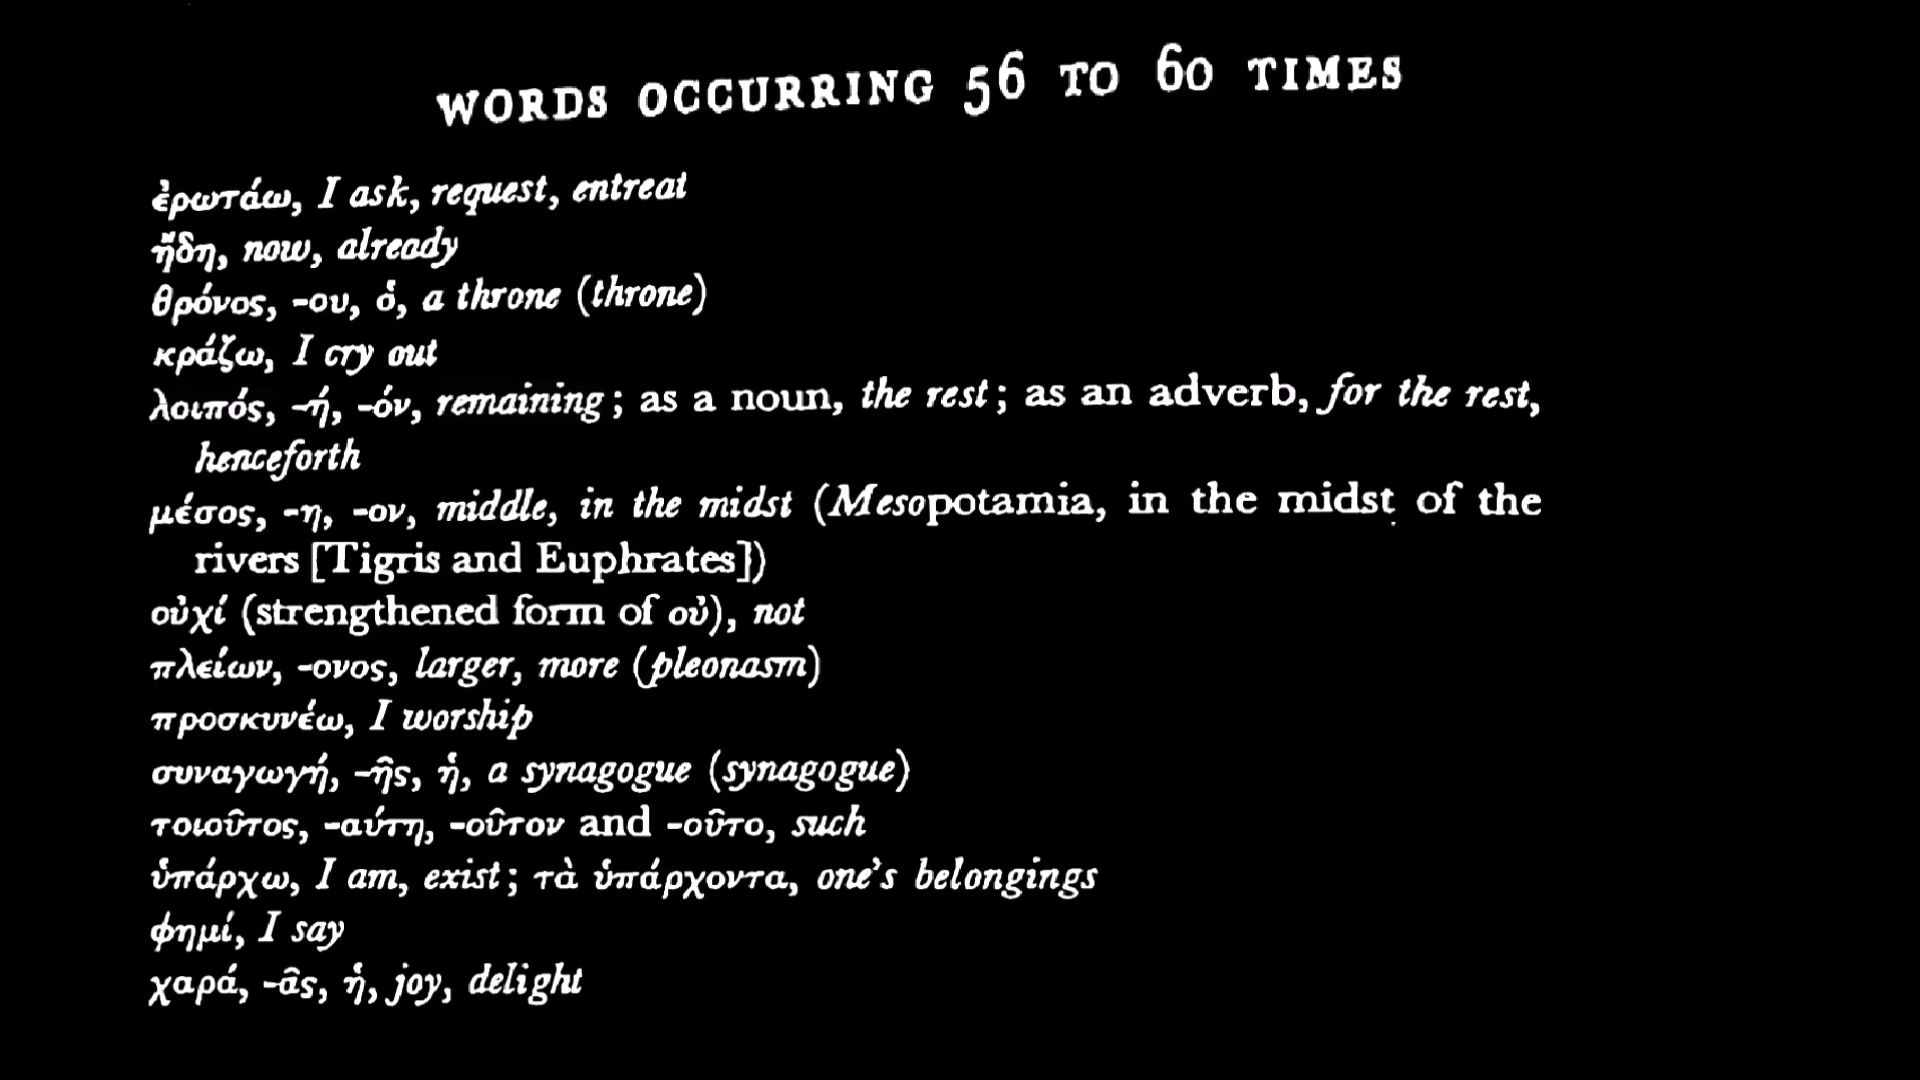 WORDS OCCURRING 56 TO 60 TIMES
ἐρωτάω, I ask, request, entreat
ἤδη, now, already
θρόνος, -ου, ὁ, a throne (throne)
κράζω, I cry out
λοιπός, -ή, -όν, remaining; as a noun, the rest; as an adverb, for the rest,
henceforth
μέσος, -η, -ον, middle, in the midst (Mesopotamia, in the midst of the
rivers [Tigris and Euphrates])
οὐχί (strengthened form of οὐ), not
πλείων, -ονος, larger, more (pleonasm)
προσκυνέω, I worship
συναγωγή, -ῆς, ἡ, a synagogue (synagogue)
τοιοῦτος, -αύτη, -οῦτον and -οῦτο, such
ὑπάρχω, I am, exist; τὰ ὑπάρχοντα, one's belongings
φημί, I say
χαρά, -ᾶς, ἡ, joy, delight